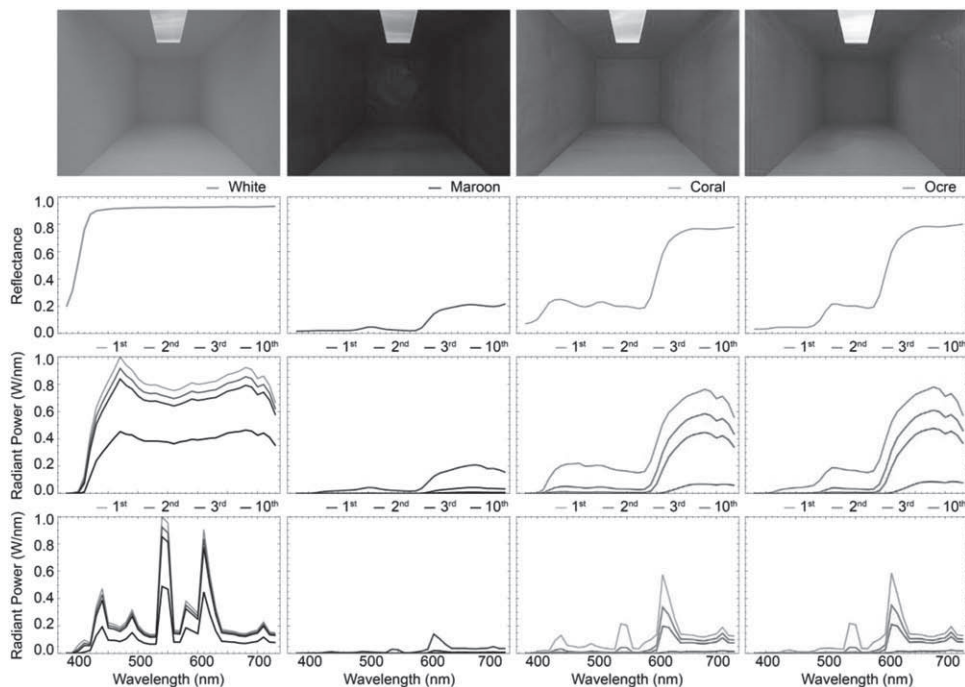 White
Maroon
Coral
Ocre
Reflectance
1.0
0.8
0.6
0.4
0.2
0.0
1st 2nd 3rd 10th
1st 2nd 3rd 10th
1st 2nd 3rd 10th
1st 2nd 3rd 10th
Radiant Power (W/nm)
1.0
0.8
0.6
0.4
0.2
0.0
1st 2nd 3rd 10th
1st 2nd 3rd 10th
1st 2nd 3rd 10th
1st 2nd 3rd 10th
Radiant Power (W/nm)
1.0
0.8
0.6
0.4
0.2
0.0
400 500 600 700
400 500 600 700
400 500 600 700
400 500 600 700
Wavelength (nm)
Wavelength (nm)
Wavelength (nm)
Wavelength (nm)